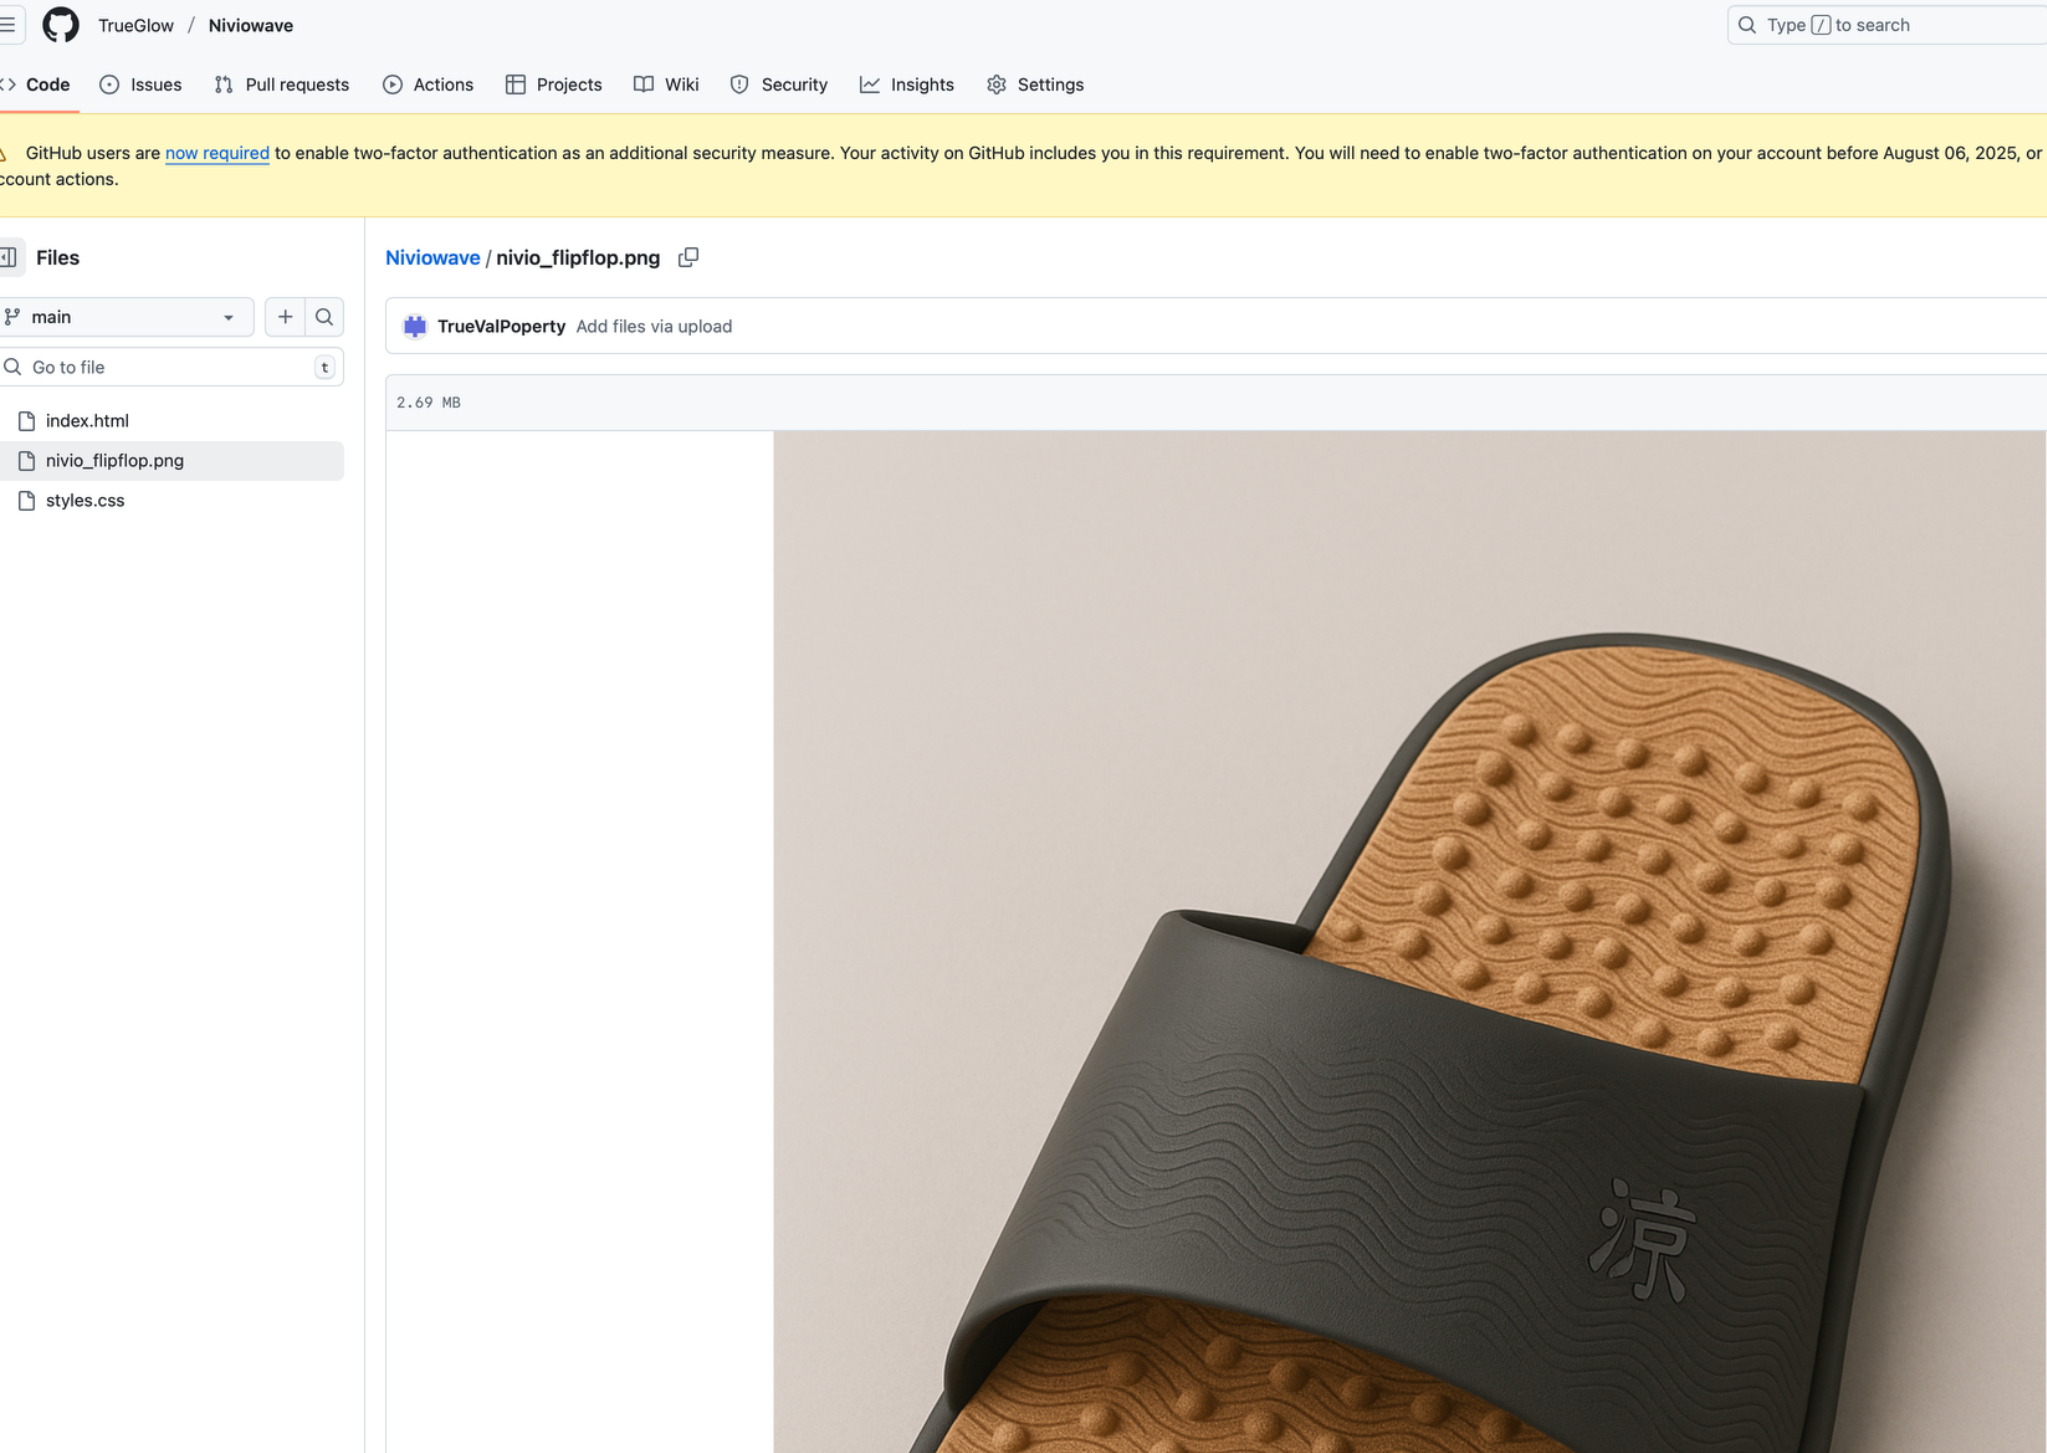 TrueGlow / Niviowave
Type / to search
Code Issues Pull requests Actions Projects Wiki Security Insights Settings
GitHub users are now required to enable two-factor authentication as an additional security measure. Your activity on GitHub includes you in this requirement. You will need to enable two-factor authentication on your account before August 06, 2025, or
ccount actions.
Files
main
Go to file t
index.html
nivio_flipflop.png
styles.css
Niviowave / nivio_flipflop.png
TrueValPoperty Add files via upload
2.69 MB
涼